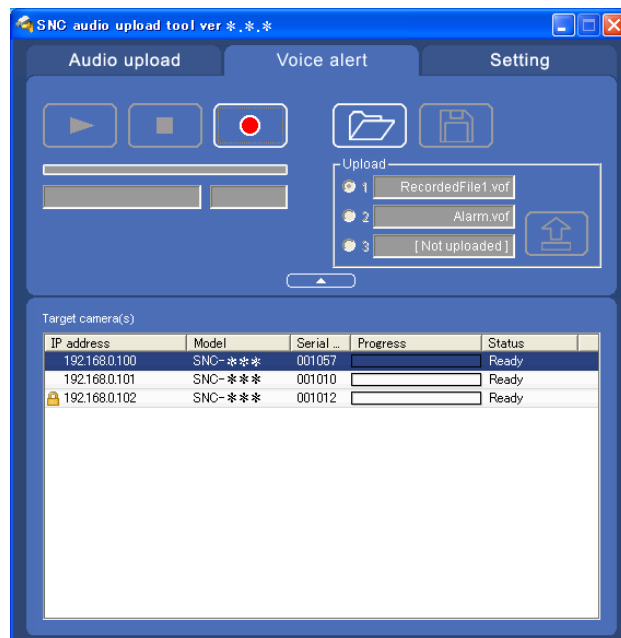 SNC audio upload tool ver *.*.*
Audio upload Voice alert Setting
Upload
1 RecordedFile1.vof
2 Alarm.vof
3 [ Not uploaded ]
Target camera(s)
IP address Model Serial ... Progress Status
192.168.0.100 SNC-*** 001057 Ready
192.168.0.101 SNC-*** 001010 Ready
192.168.0.102 SNC-*** 001012 Ready